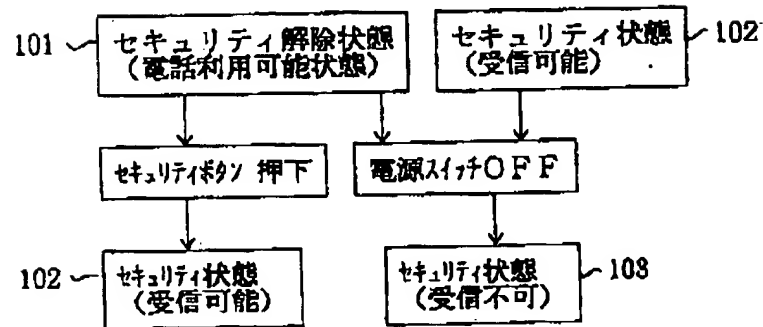 101
セキュリティ解除状態
(電話利用可能状態)
セキュリティ状態
(受信可能)
102
セキュリティボタン 押下
電源スイッチOFF
102
セキュリティ状態
(受信可能)
セキュリティ状態
(受信不可)
103